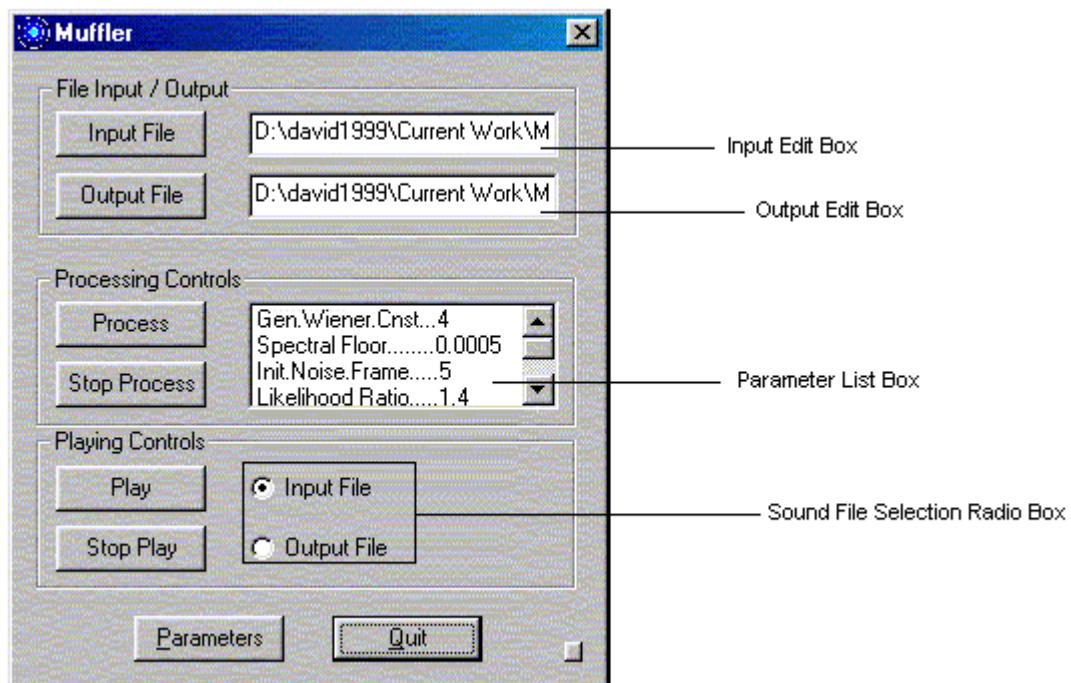 Muffler
File Input / Output
Input File
D:\david1999\Current Work\M
Input Edit Box
Output File
D:\david1999\Current Work\M
Output Edit Box
Processing Controls
Process
Gen.Wiener.Cnst...4
Spectral Floor........0.0005
Stop Process
Init.Noise.Frame.....5
Likelihood Ratio.....1.4
Parameter List Box
Playing Controls
Play
Input File
Sound File Selection Radio Box
Stop Play
Output File
Parameters
Quit